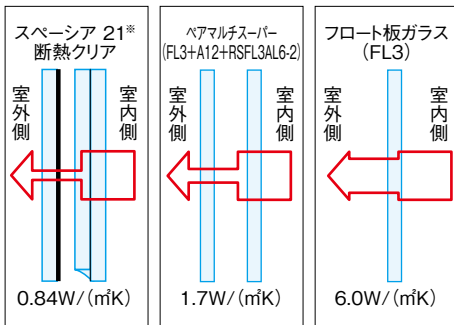 スペーシア 21※
断熱クリア
室外側
室内側
0.84W/(㎡K)
ペアマルチスーパー
(FL3+A12+RSFL3AL6-2)
室外側
室内側
1.7W/(㎡K)
フロート板ガラス
(FL3)
室外側
室内側
6.0W/(㎡K)